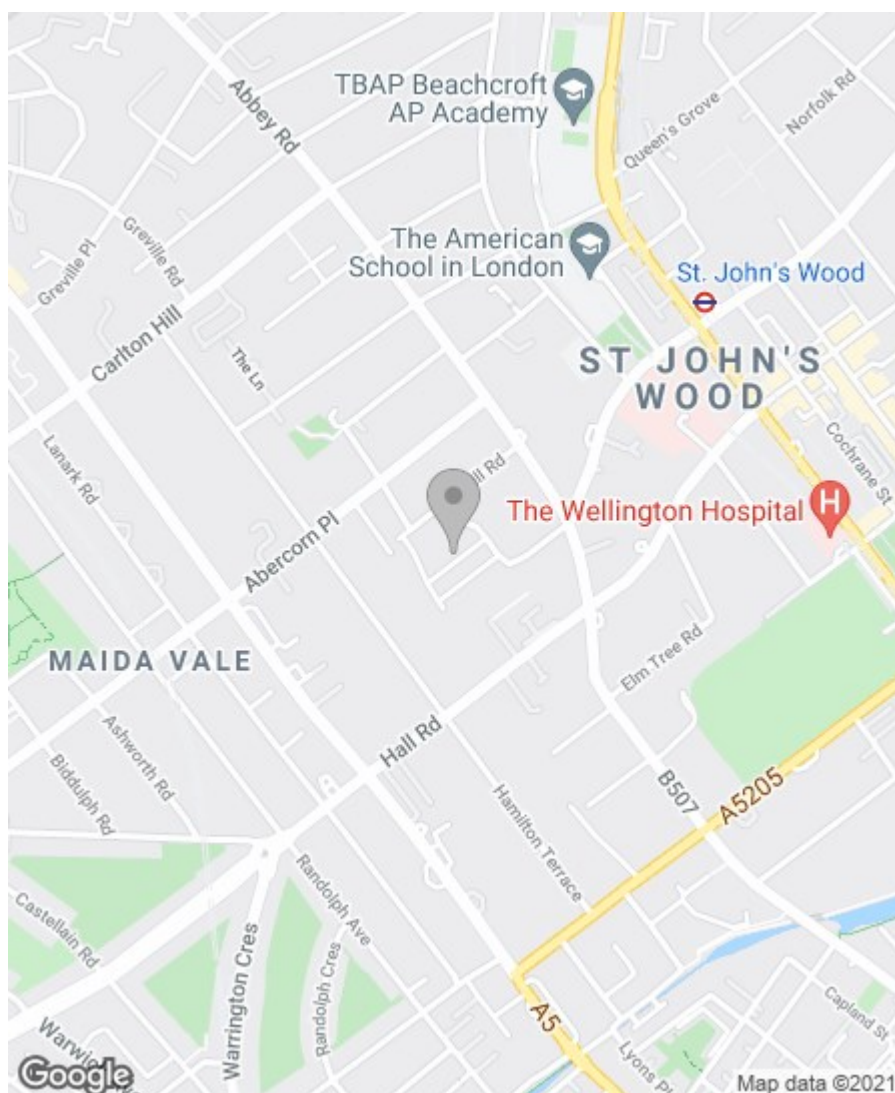 TBAP Beachcroft
AP Academy
Abbey Rd
Norfolk Rd
Queen's Grove
Greville Pl
Greville Rd
The American
School in London
St. John's Wood
Carlton Hill
The Ln
ST JOHN'S
WOOD
Lanark Rd
Cochrane St
ill Rd
The Wellington Hospital
H
Abercorn Pl
MAIDA VALE
Elm Tree Rd
Ashworth Rd
Hall Rd
Biddulph Rd
B507
A5205
Hamilton Terrace
Randolph Ave
Castellain Rd
Warrington Cres
Randolph Cres
A5
Capland St
Warwic
Lyons Pl
Google
Map data ©2021